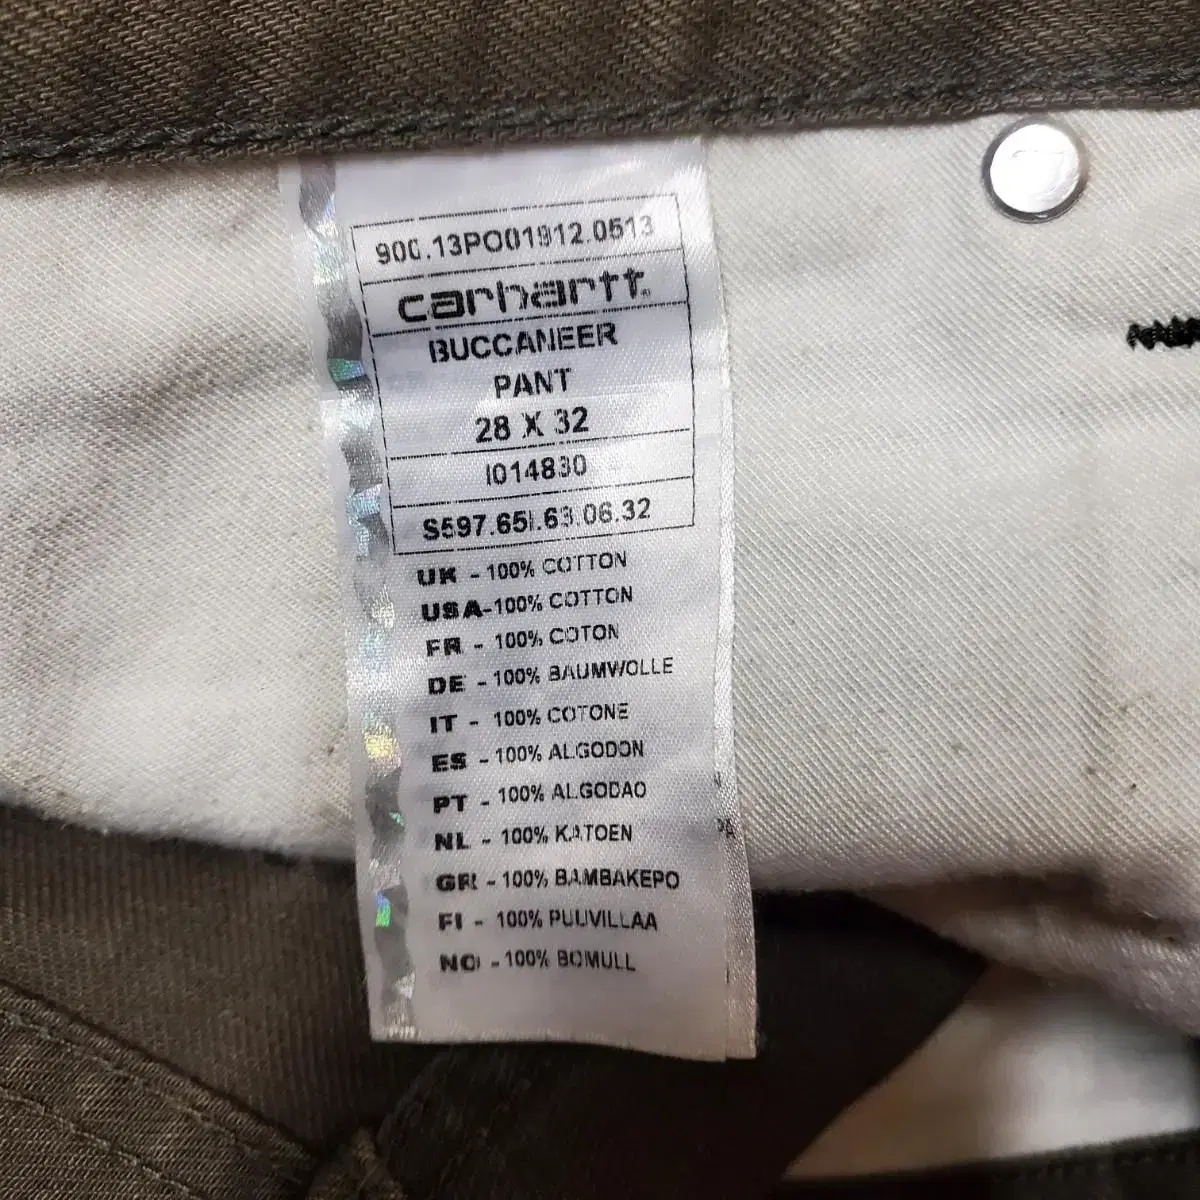 900.13PO01912.0513
carhartt
BUCCANEER
PANT
28 X 32
I014830
S597.65I.63.06.32
UK - 100% COTTON
USA-100% COTTON
FR - 100% COTON
DE - 100% BAUMWOLLE
IT - 100% COTONE
ES - 100% ALGODON
PT - 100% ALGODAO
NL - 100% KATOEN
GR - 100% BAMBAKEPO
FI - 100% PUUVILLAA
NO - 100% BOMULL